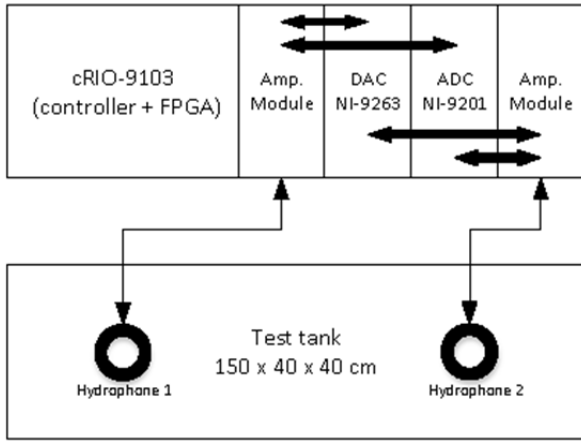 cRIO-9103
(controller + FPGA)
Amp.
Module
DAC
NI-9263
ADC
NI-9201
Amp.
Module
Test tank
150 x 40 x 40 cm
Hydrophone 1
Hydrophone 2